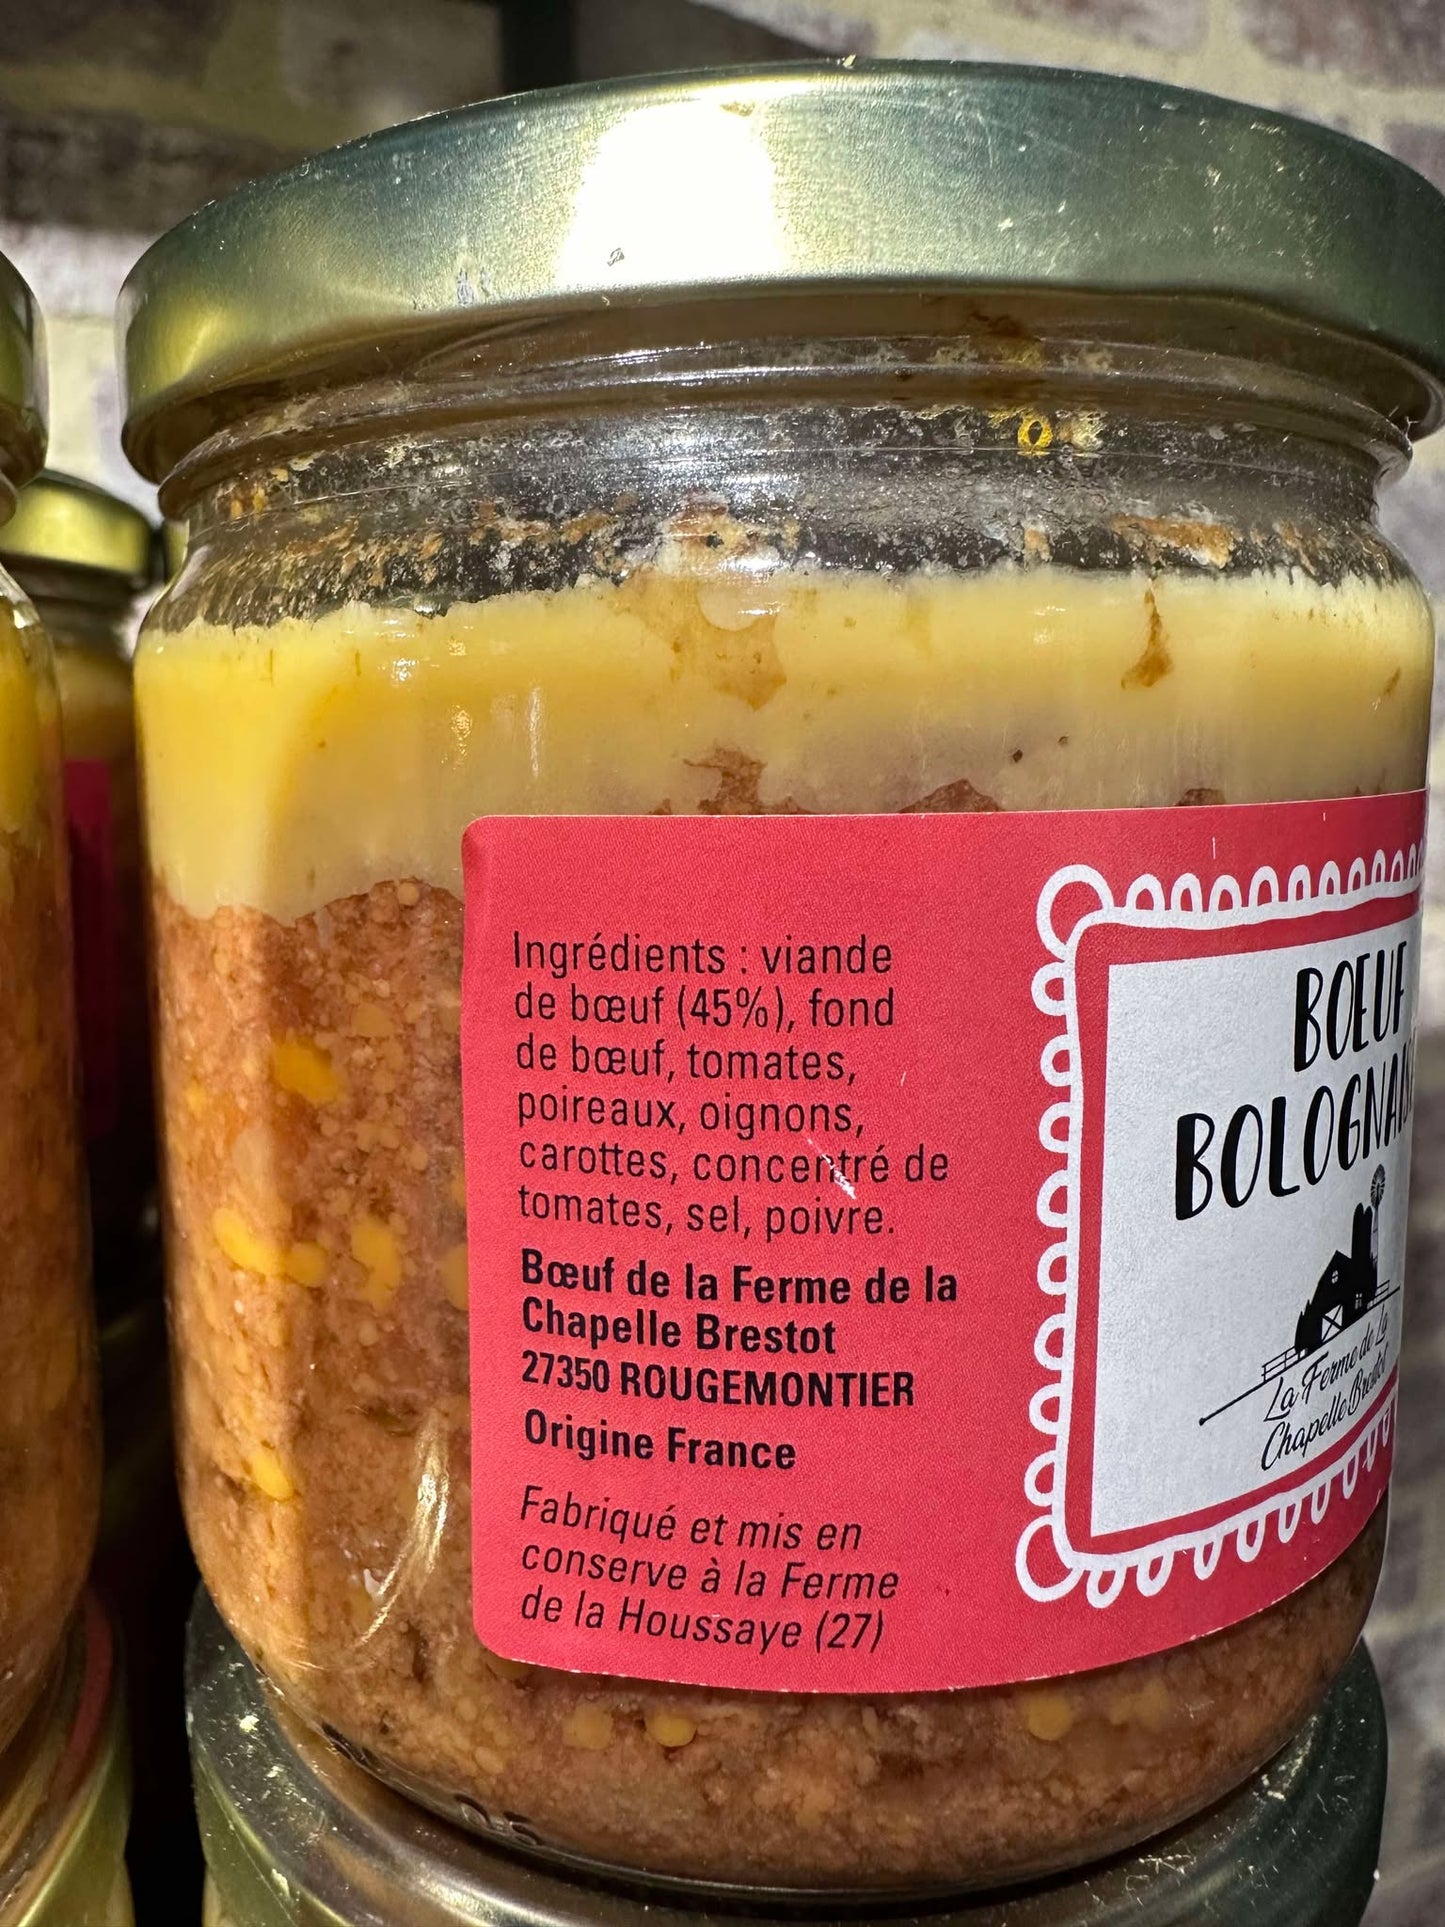 Ingrédients : viande
de bœuf (45%), fond
de bœuf, tomates,
poireaux, oignons,
carottes, concentré de
tomates, sel, poivre.
Bœuf de la Ferme de la
Chapelle Brestot
27350 ROUGEMONTIER
Origine France
Fabriqué et mis en
conserve à la Ferme
de la Houssaye (27)
BOEUF
La Ferme de La
Chapelle Brestot